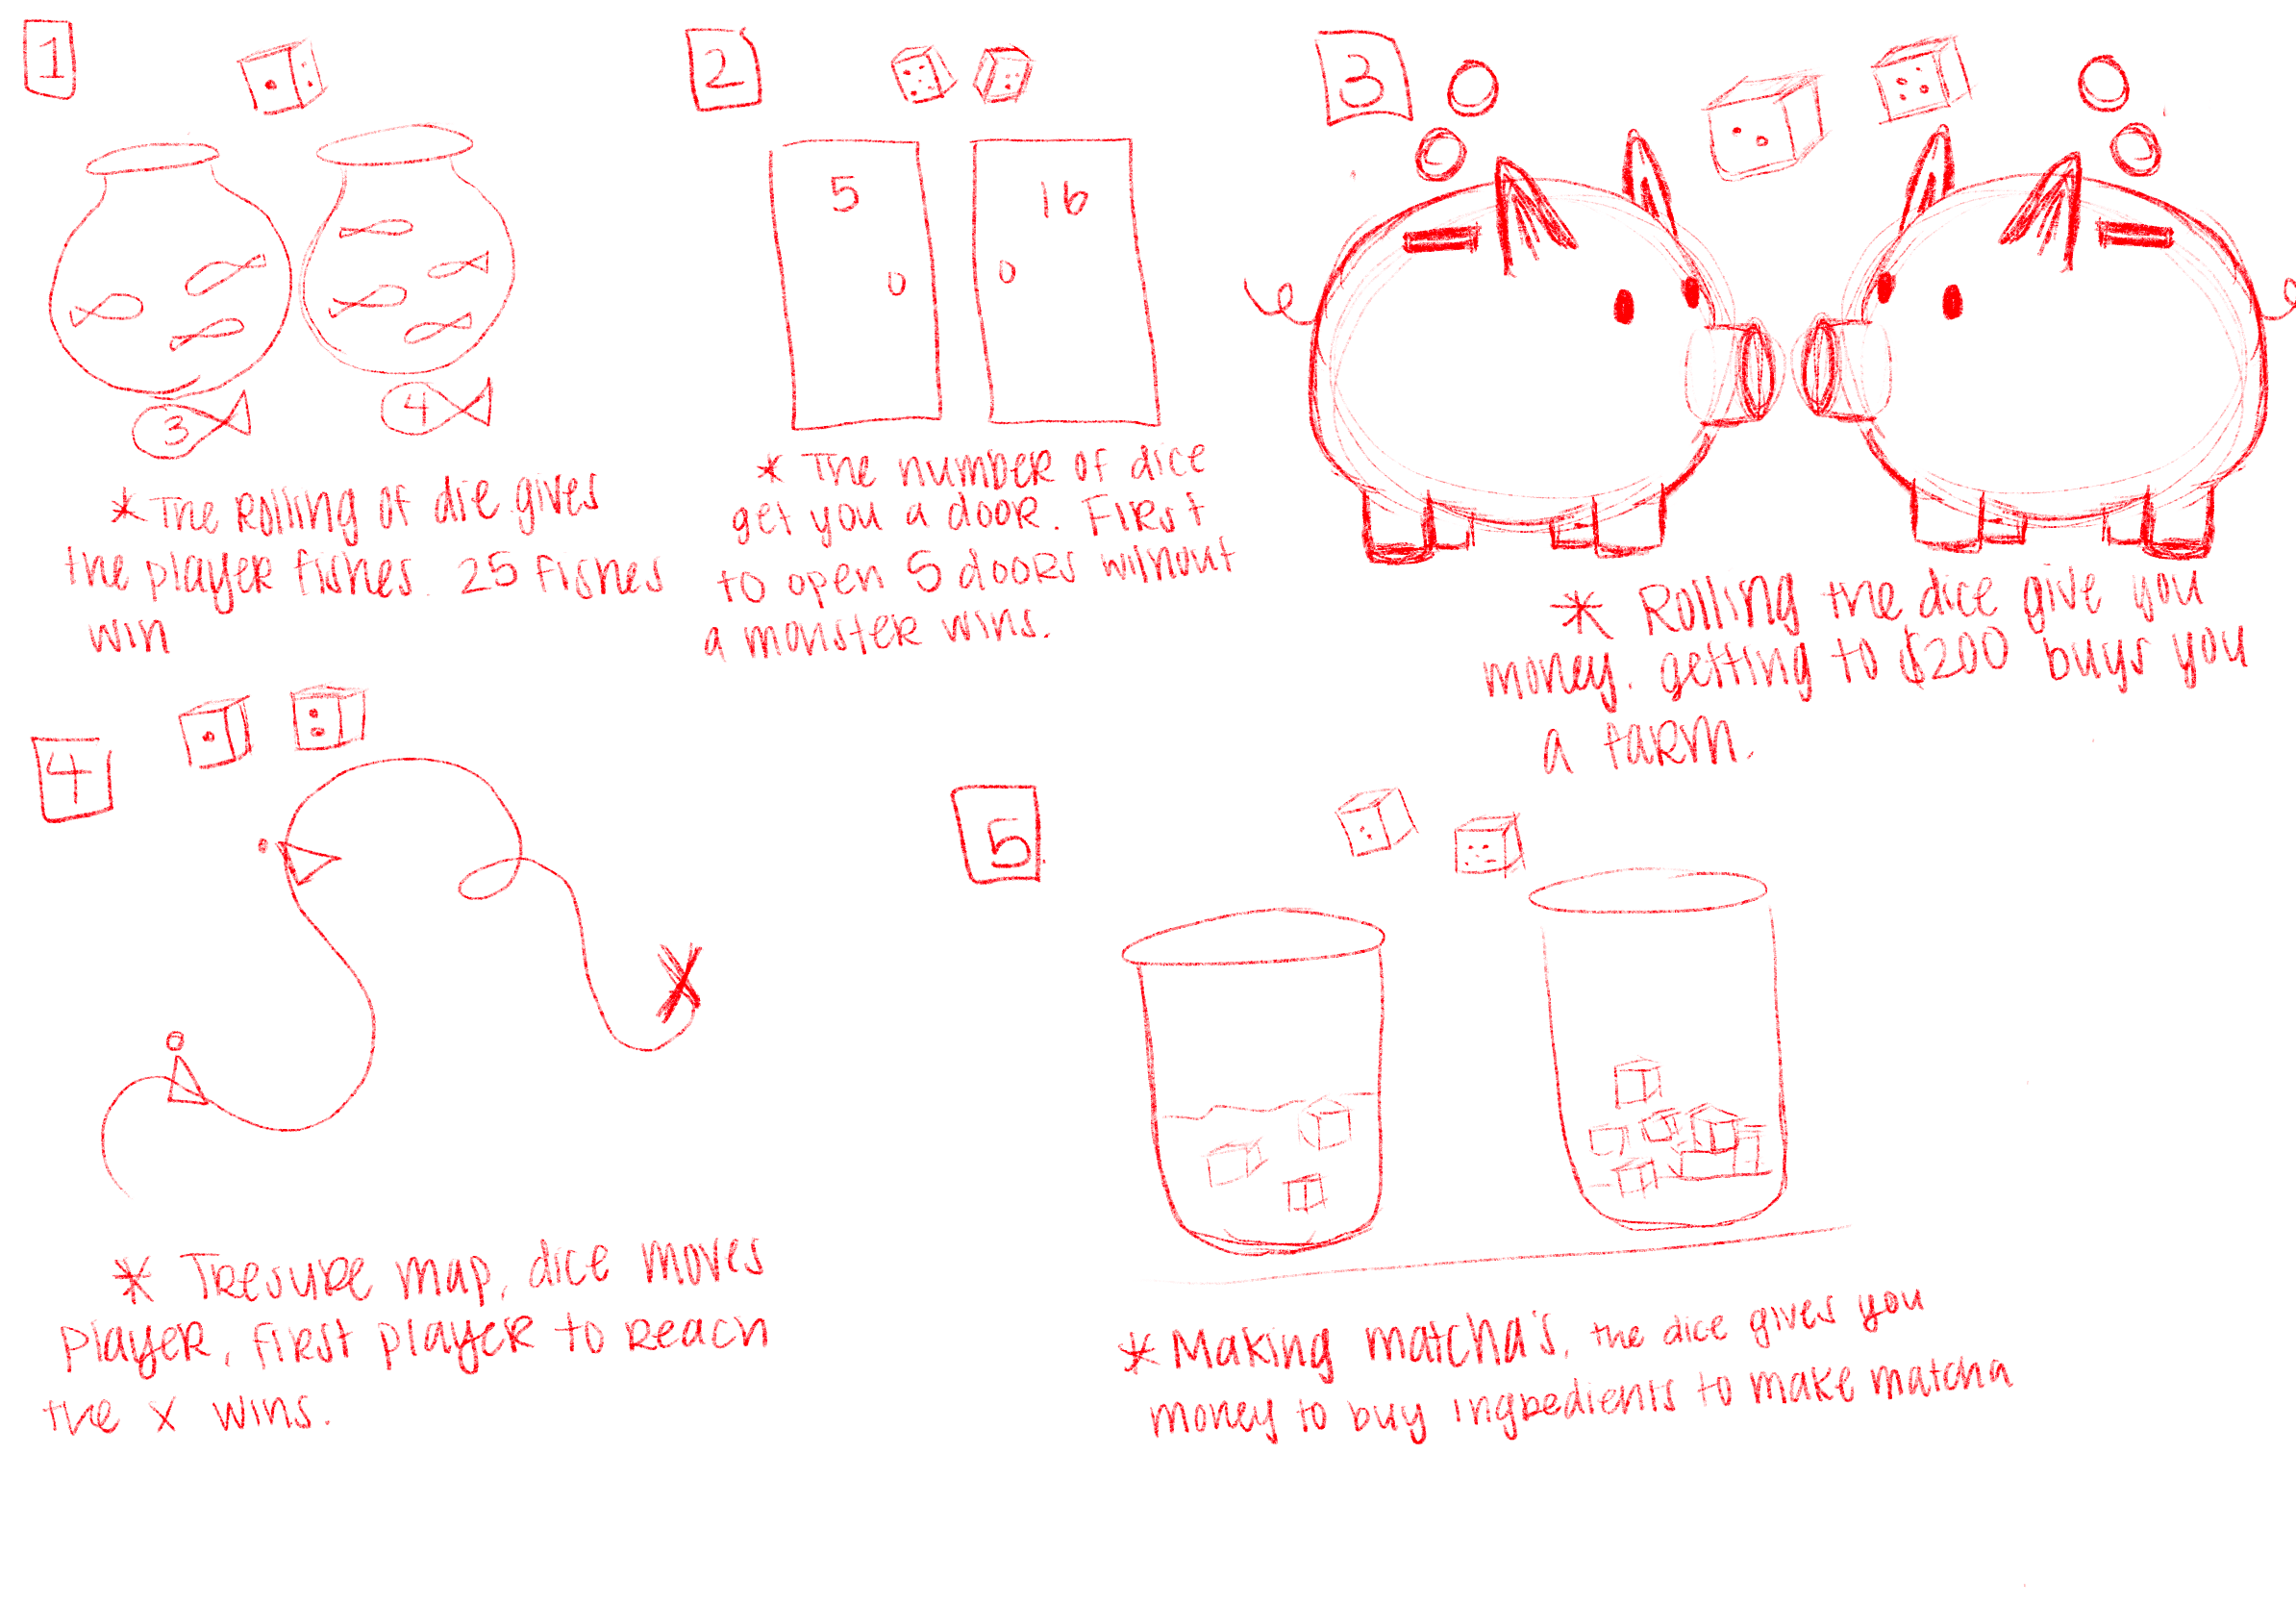 1
3
4
* The Rolling of die gives
the player fishes. 25 fishes
win
2
5
16
* The number of dice
get you a door. First
to open 5 doors without
a monster wins.
3
* Rolling the dice give you
money. getting to $200 buys you
a farm.
4
X
* Tresure map, dice moves
player, first player to reach
the x wins.
5
* Making matcha's, the dice gives you
money to buy ingredients to make matcha